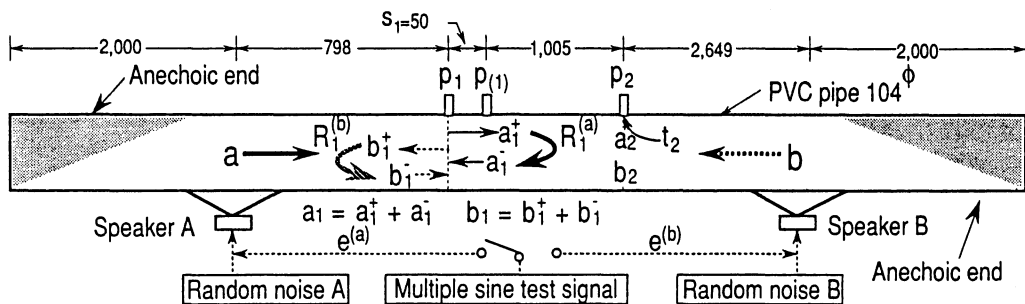 s₁=50
2,000 798 1,005 2,649 2,000
Anechoic end p₁ p₍₁₎ p₂ PVC pipe 104ϕ
a R₁⁽ᵇ⁾ b₁⁺ b₁⁻ a₁⁺ a₁⁻ R₁⁽ᵃ⁾ a₂⁺ t₂ b₂ b
Speaker A a₁ = a₁⁺ + a₁⁻ b₁ = b₁⁺ + b₁⁻ Speaker B
e⁽ᵃ⁾ e⁽ᵇ⁾
Anechoic end
Random noise A Multiple sine test signal Random noise B